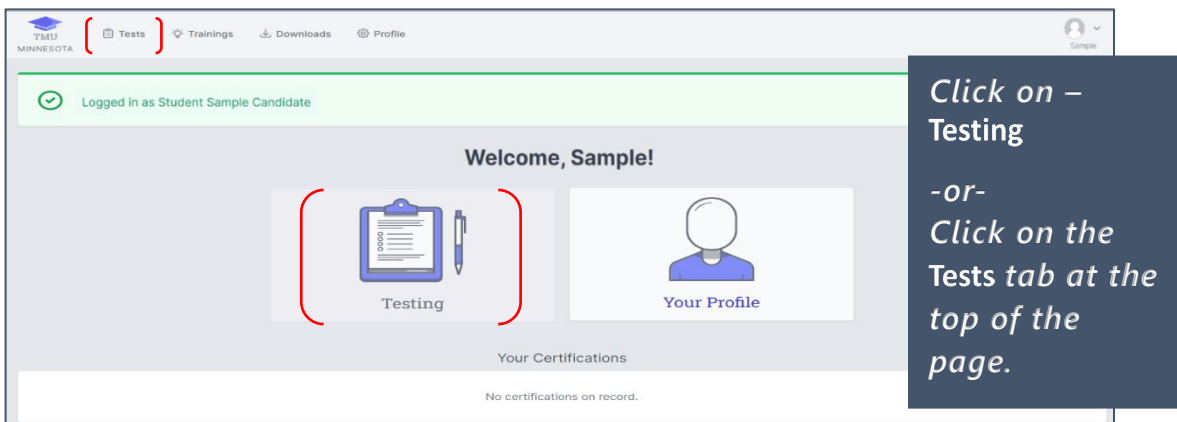 TMU
MINNESOTA
Tests
Trainings
Downloads
Profile
Sample
Logged in as Student Sample Candidate
Welcome, Sample!
Testing
Your Profile
Your Certifications
No certifications on record.
Click on –
Testing
-or-
Click on the
Tests tab at the
top of the
page.